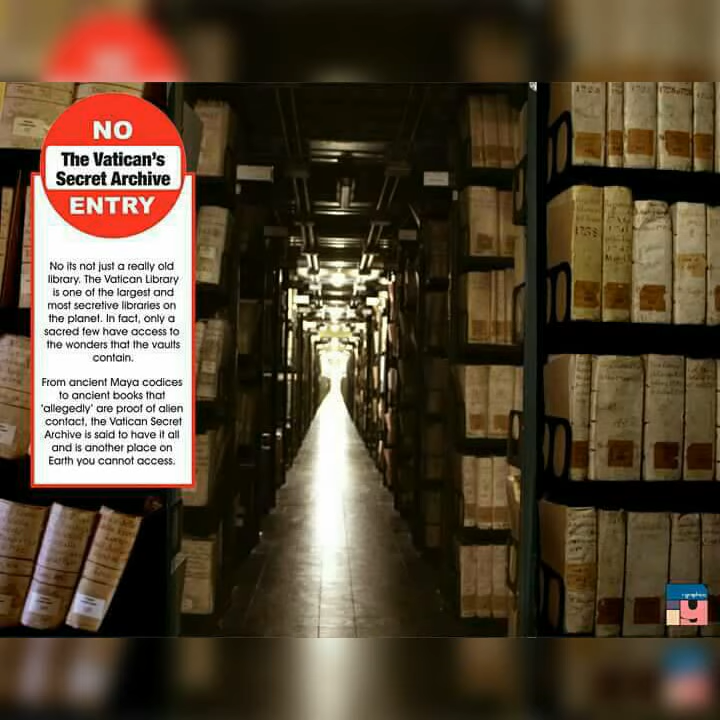 NO
The Vatican's
Secret Archive
ENTRY
No its not just a really old
library. The Vatican Library
is one of the largest and
most secretive libraries on
the planet. In fact, only a
sacred few have access to
the wonders that the vaults
contain.
From ancient Maya codices
to ancient books that
'allegedly' are proof of alien
contact, the Vatican Secret
Archive is said to have it all
and is another place on
Earth you cannot access.